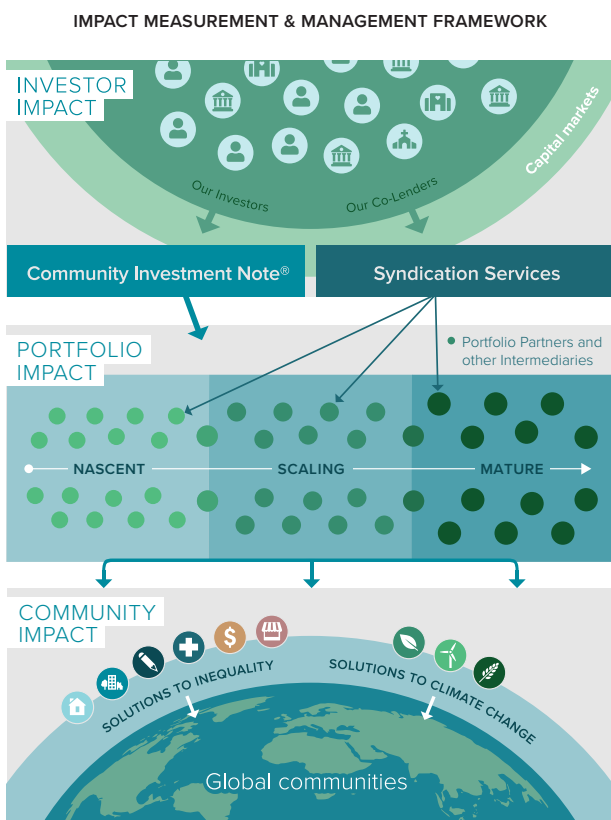 IMPACT MEASUREMENT & MANAGEMENT FRAMEWORK
INVESTOR
IMPACT
Capital markets
Our Investors
Our Co-Lenders
Community Investment Note®
Syndication Services
PORTFOLIO
IMPACT
Portfolio Partners and
other Intermediaries
NASCENT
SCALING
MATURE
COMMUNITY
IMPACT
$
SOLUTIONS TO INEQUALITY
SOLUTIONS TO CLIMATE CHANGE
Global communities